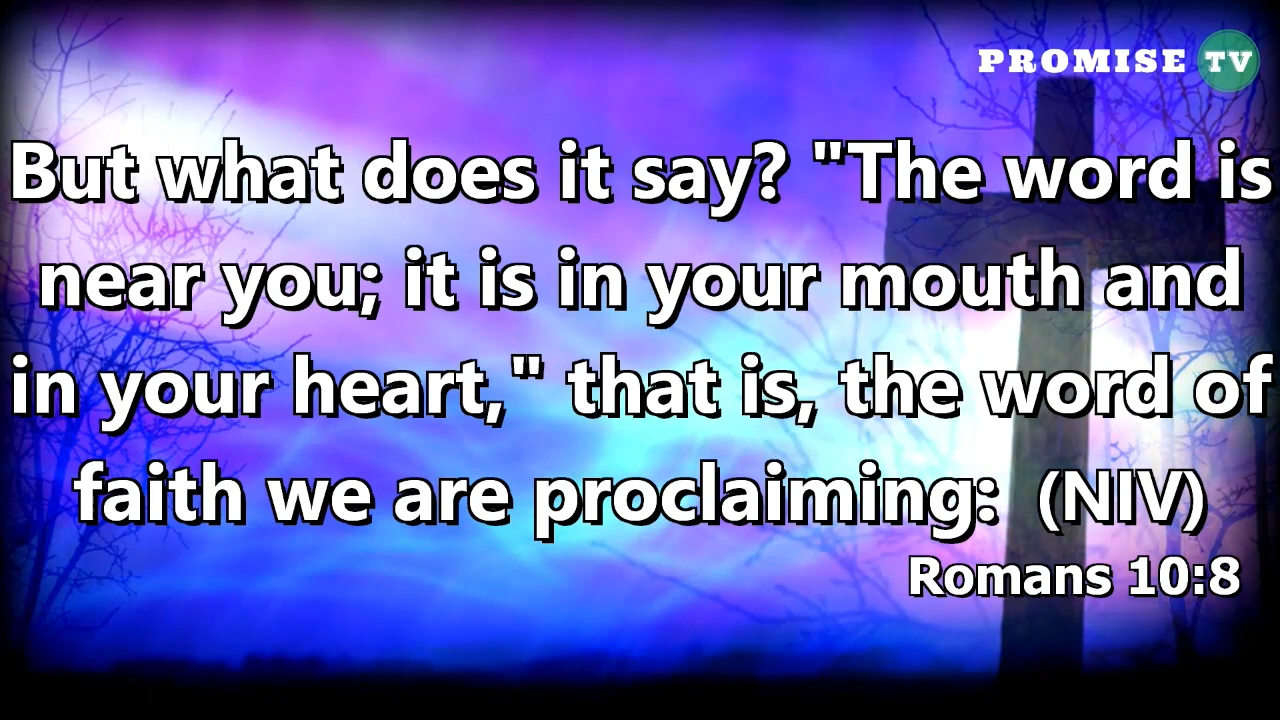 PROMISE TV
But what does it say? "The word is
near you; it is in your mouth and
in your heart," that is, the word of
faith we are proclaiming: (NIV)
Romans 10:8